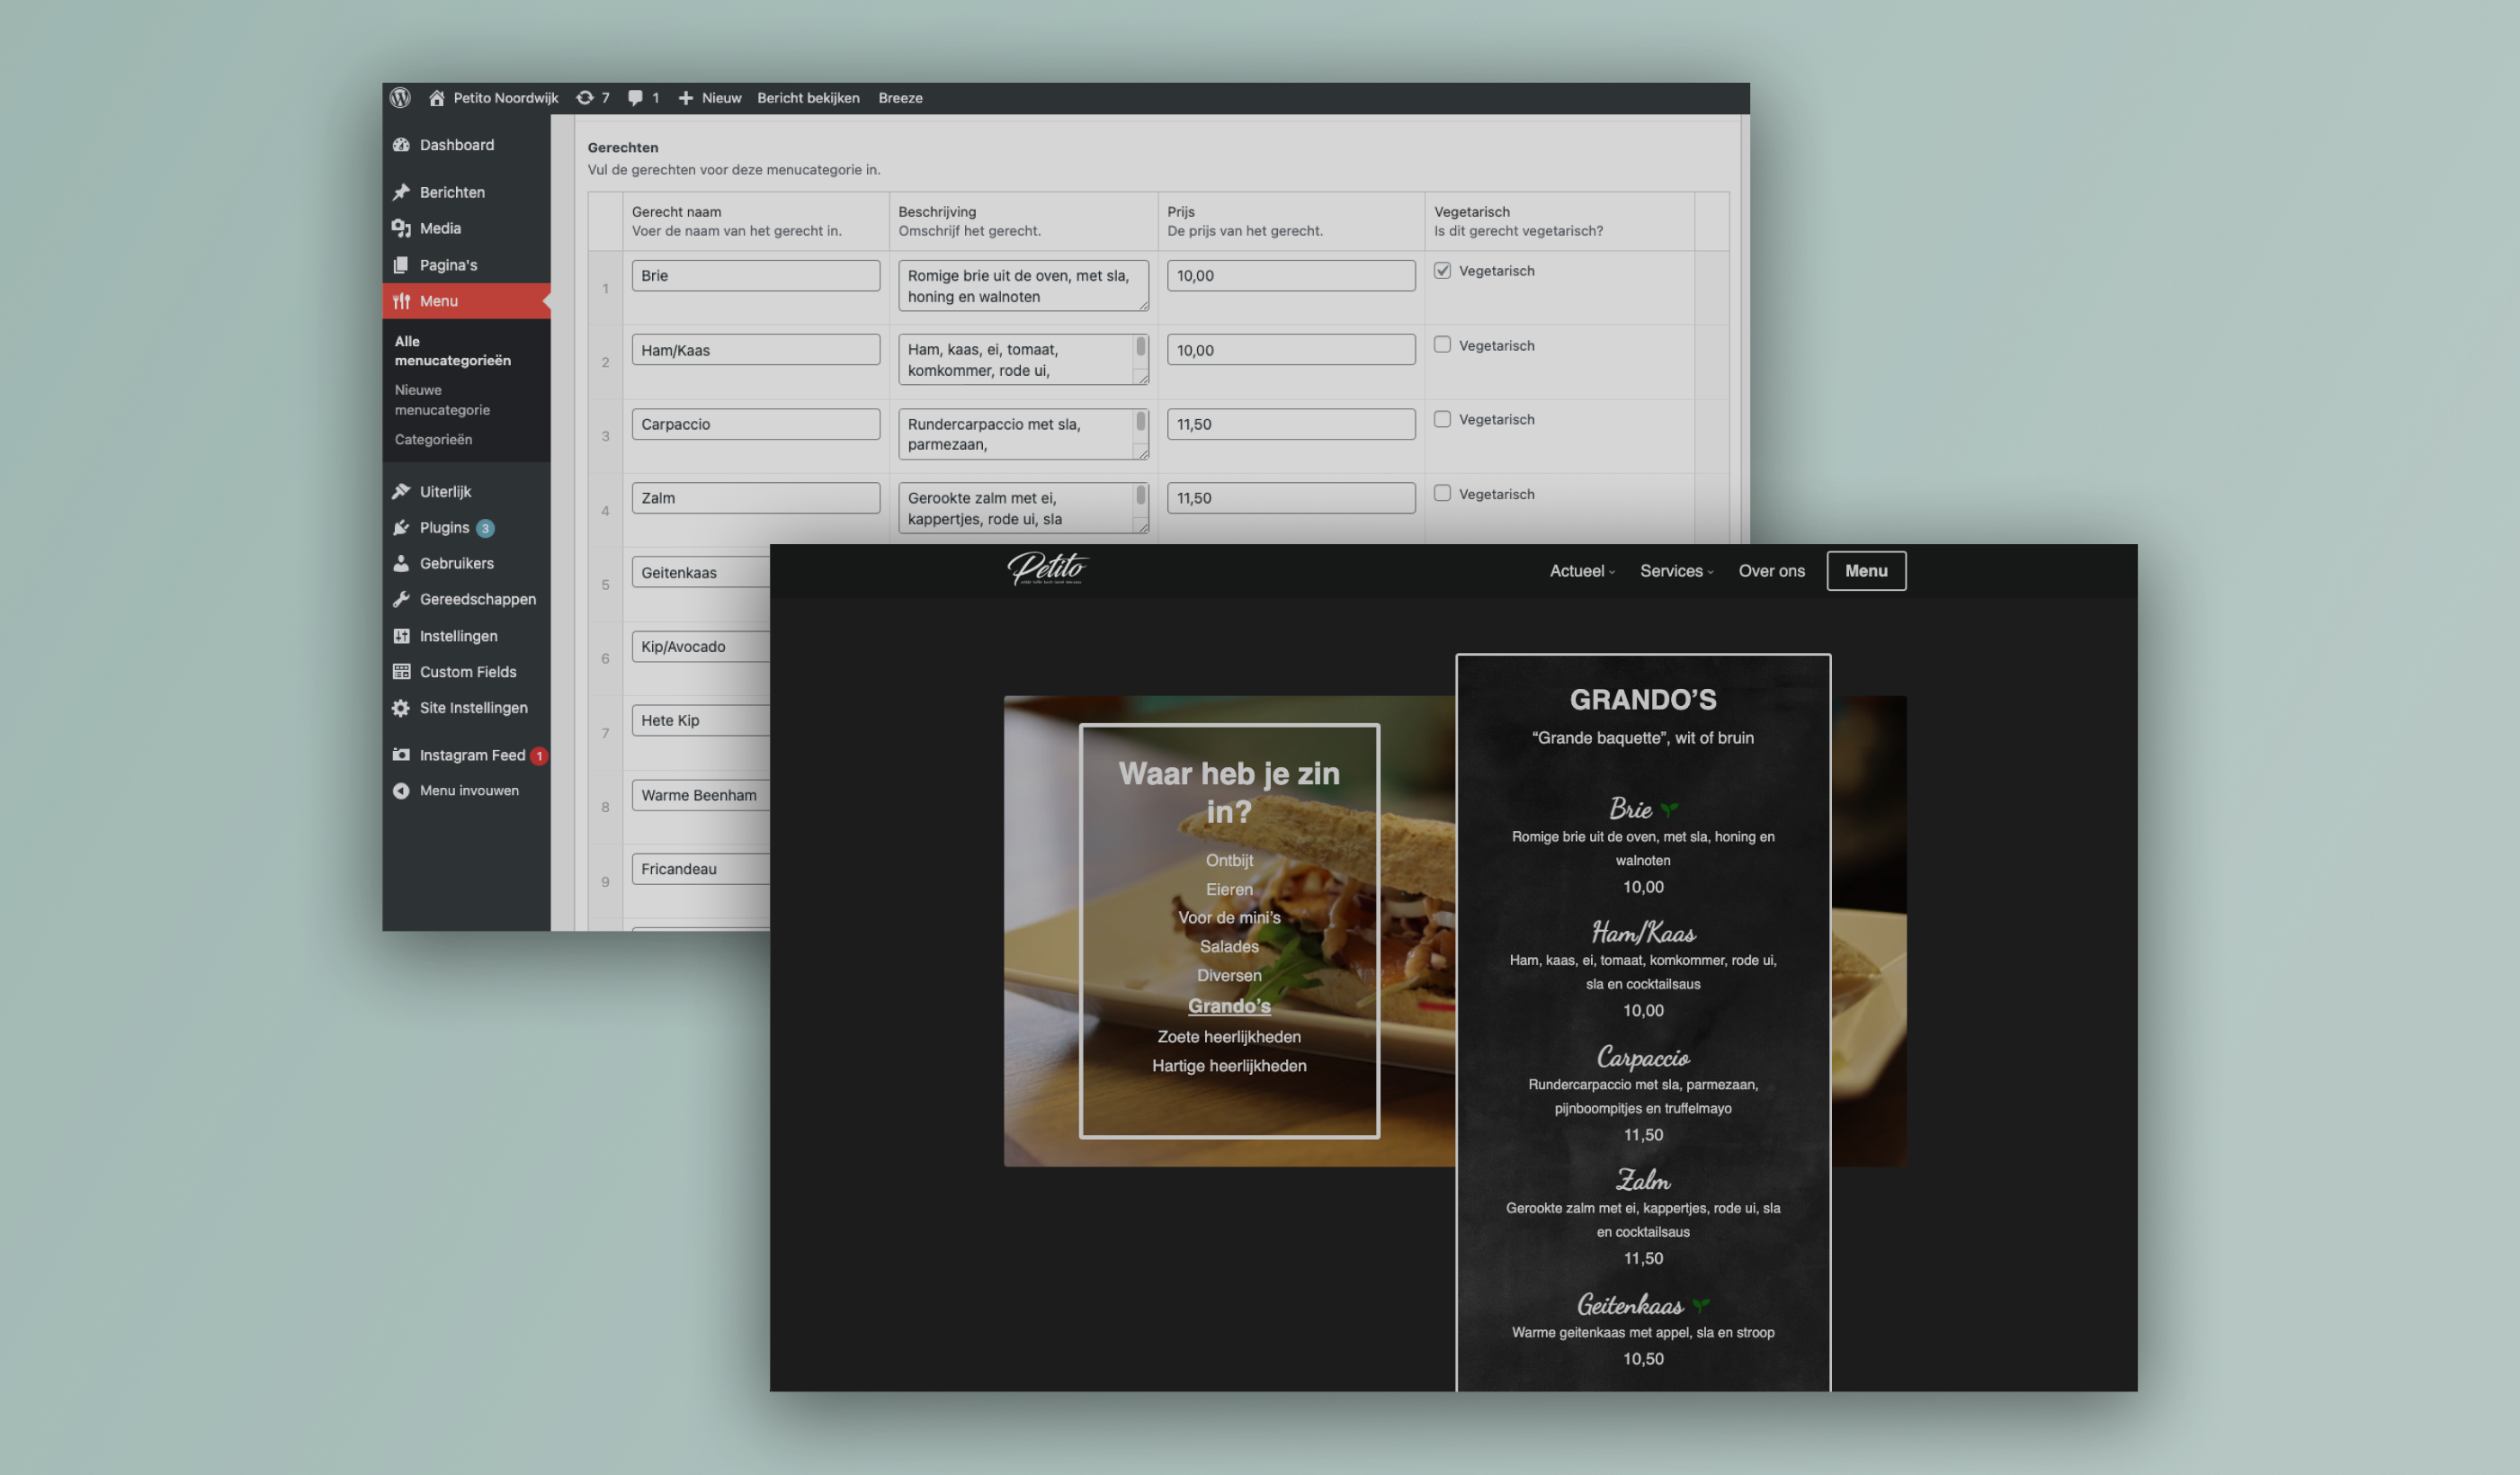 Petito Noordwijk 7 1 Nieuw Bericht bekijken Breeze
Dashboard
Berichten
Media
Pagina's
Menu
Alle
menucategorieën
Nieuwe
menucategorie
Categorieën
Uiterlijk
Plugins 3
Gebruikers
Gereedschappen
Instellingen
Custom Fields
Site Instellingen
Instagram Feed 1
Menu invouwen
Gerechten
Vul de gerechten voor deze menucategorie in.
Gerecht naam
Voer de naam van het gerecht in.
Beschrijving
Omschrijf het gerecht.
Prijs
De prijs van het gerecht.
Vegetarisch
Is dit gerecht vegetarisch?
1
Brie
Romige brie uit de oven, met sla,
honing en walnoten
10,00
Vegetarisch
2
Ham/Kaas
Ham, kaas, ei, tomaat,
komkommer, rode ui,
10,00
Vegetarisch
3
Carpaccio
Rundercarpaccio met sla,
parmezaan,
11,50
Vegetarisch
4
Zalm
Gerookte zalm met ei,
kappertjes, rode ui, sla
11,50
Vegetarisch
5
Geitenkaas
6
Kip/Avocado
7
Hete Kip
8
Warme Beenham
9
Fricandeau
Petito
Actueel Services Over ons Menu
Waar heb je zin
in?
Ontbijt
Eieren
Voor de mini’s
Salades
Diversen
Grando’s
Zoete heerlijkheden
Hartige heerlijkheden
GRANDO’S
“Grande baquette”, wit of bruin
Brie
Romige brie uit de oven, met sla, honing en
walnoten
10,00
Ham/Kaas
Ham, kaas, ei, tomaat, komkommer, rode ui,
sla en cocktailsaus
10,00
Carpaccio
Rundercarpaccio met sla, parmezaan,
pijnboompitjes en truffelmayo
11,50
Zalm
Gerookte zalm met ei, kappertjes, rode ui, sla
en cocktailsaus
11,50
Geitenkaas
Warme geitenkaas met appel, sla en stroop
10,50